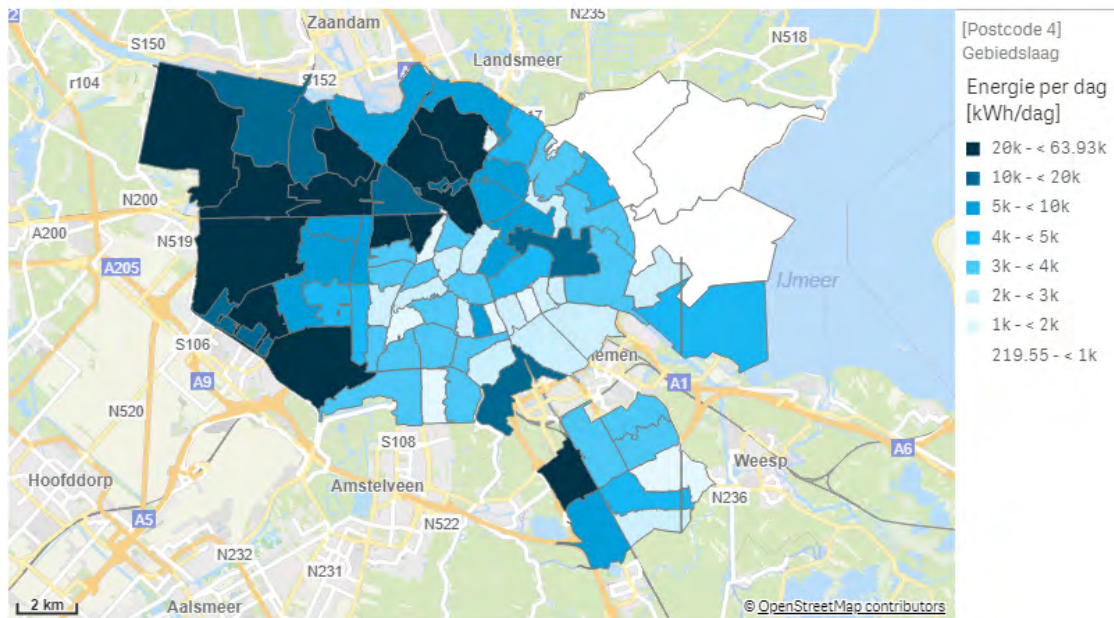 Zaandam
N235
S150
N518
[Postcode 4]
Gebiedslaag
r104
S152
Landsmeer
Energie per dag
[kWh/dag]
20k - < 63.93k
10k - < 20k
5k - < 10k
4k - < 5k
3k - < 4k
2k - < 3k
1k - < 2k
219.55 - < 1k
N200
A200
N519
A205
IJmeer
S106
A9
emen
A1
N520
S108
A6
Hoofddorp
Amstelveen
Weesp
N236
A5
N522
N232
N231
Aalsmeer
2 km
© OpenStreetMap contributors